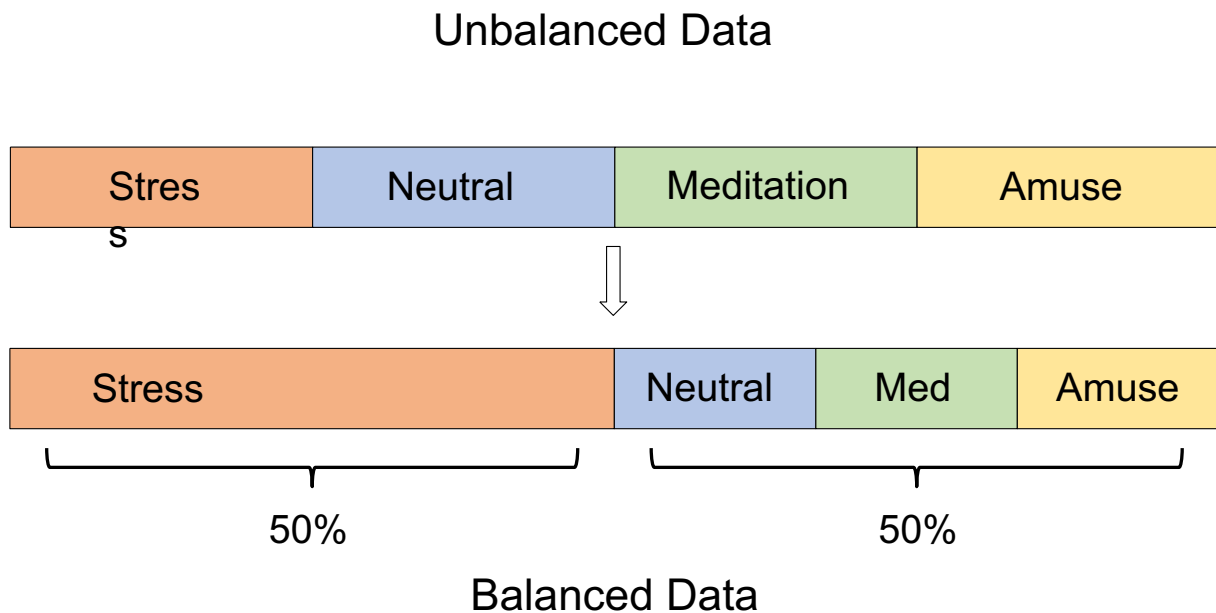 Unbalanced Data
Stres
s
Neutral
Meditation
Amuse
Stress
Neutral
Med
Amuse
50%
50%
Balanced Data